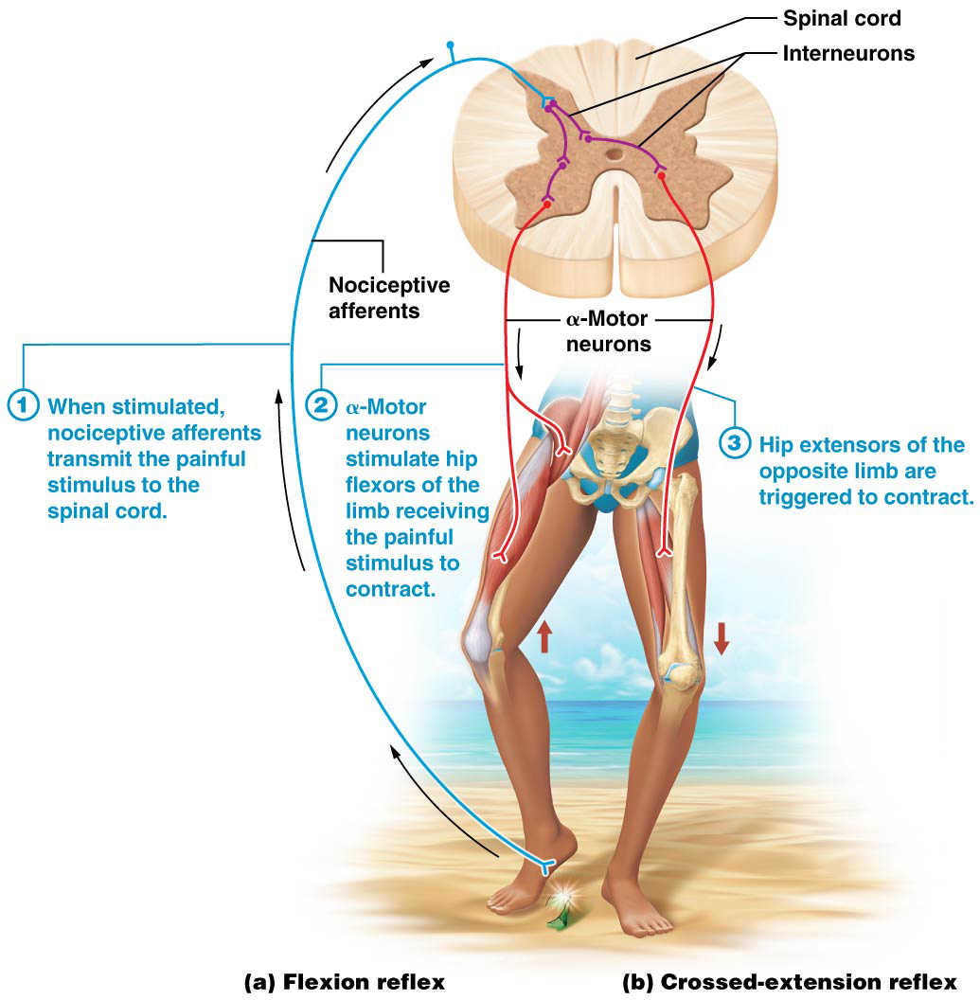 Spinal cord
Interneurons
Nociceptive
afferents
α-Motor
neurons
1 When stimulated,
nociceptive afferents
transmit the painful
stimulus to the
spinal cord.
2 α-Motor
neurons
stimulate hip
flexors of the
limb receiving
the painful
stimulus to
contract.
3 Hip extensors of the
opposite limb are
triggered to contract.
(a) Flexion reflex
(b) Crossed-extension reflex